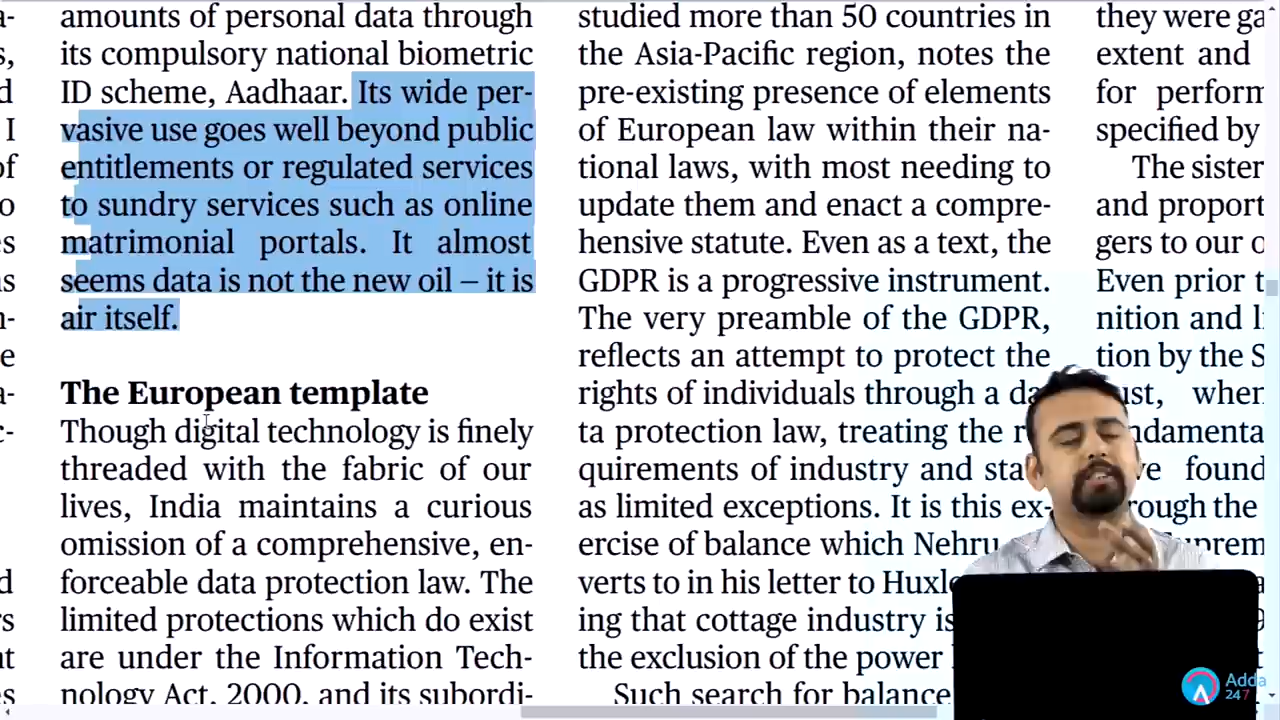 amounts of personal data through
its compulsory national biometric
ID scheme, Aadhaar. Its wide per-
vasive use goes well beyond public
entitlements or regulated services
to sundry services such as online
matrimonial portals. It almost
seems data is not the new oil – it is
air itself.
The European template
Though digital technology is finely
threaded with the fabric of our
lives, India maintains a curious
omission of a comprehensive, en-
forceable data protection law. The
limited protections which do exist
are under the Information Tech-
nology Act, 2000, and its subordi-
studied more than 50 countries in
the Asia-Pacific region, notes the
pre-existing presence of elements
of European law within their na-
tional laws, with most needing to
update them and enact a compre-
hensive statute. Even as a text, the
GDPR is a progressive instrument.
The very preamble of the GDPR,
reflects an attempt to protect the
rights of individuals through a da
ta protection law, treating the r
quirements of industry and sta
as limited exceptions. It is this ex-
ercise of balance which Nehru
verts to in his letter to Huxle
ing that cottage industry is
the exclusion of the power
Such search for balance
they were ga
extent and
for perform
specified by
The sister
and proport
gers to our o
Even prior t
nition and li
tion by the S
ust, when
ndamenta
ve found
rough the
uprem
Adda
247